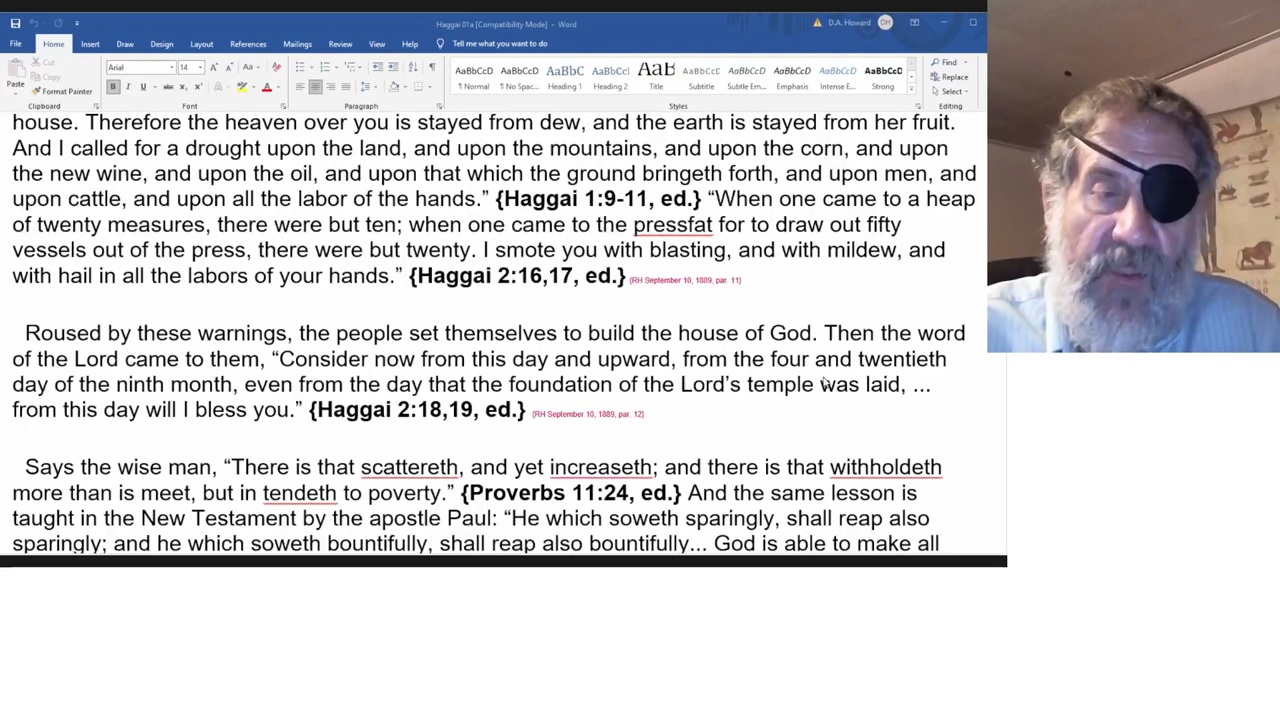 Haggai 01a [Compatibility Mode] - Word
D.A. Howard
DH
File Home Insert Draw Design Layout References Mailings Review View Help Tell me what you want to do
Paste
Cut
Copy
Format Painter
Clipboard
Arial 14
Font
Paragraph
AaBbCcD AaBbCcD AaBbC AaBbCc AaB AaBbCcD AaBbCcD AaBbCcD AaBbCcD AaBbCcD
¶ Normal ¶ No Spac... Heading 1 Heading 2 Title Subtitle Subtle Em... Emphasis Intense E... Strong
Styles
Find
Replace
Select
Editing
house. Therefore the heaven over you is stayed from dew, and the earth is stayed from her fruit.
And I called for a drought upon the land, and upon the mountains, and upon the corn, and upon
the new wine, and upon the oil, and upon that which the ground bringeth forth, and upon men, and
upon cattle, and upon all the labor of the hands.” {Haggai 1:9-11, ed.} “When one came to a heap
of twenty measures, there were but ten; when one came to the pressfat for to draw out fifty
vessels out of the press, there were but twenty. I smote you with blasting, and with mildew, and
with hail in all the labors of your hands.” {Haggai 2:16,17, ed.} {RH September 10, 1889, par. 11}
Roused by these warnings, the people set themselves to build the house of God. Then the word
of the Lord came to them, “Consider now from this day and upward, from the four and twentieth
day of the ninth month, even from the day that the foundation of the Lord’s temple was laid, ...
from this day will I bless you.” {Haggai 2:18,19, ed.} {RH September 10, 1889, par. 12}
Says the wise man, “There is that scattereth, and yet increaseth; and there is that withholdeth
more than is meet, but in tendeth to poverty.” {Proverbs 11:24, ed.} And the same lesson is
taught in the New Testament by the apostle Paul: “He which soweth sparingly, shall reap also
sparingly; and he which soweth bountifully, shall reap also bountifully... God is able to make all